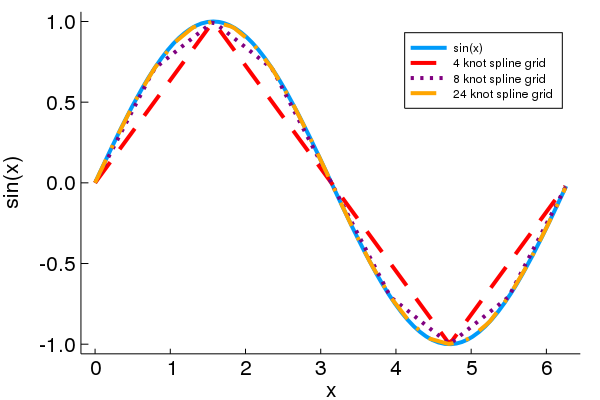 1.0
sin(x)
4 knot spline grid
8 knot spline grid
24 knot spline grid
0.5
sin(x)
0.0
-0.5
-1.0
0 1 2 3 4 5 6
x